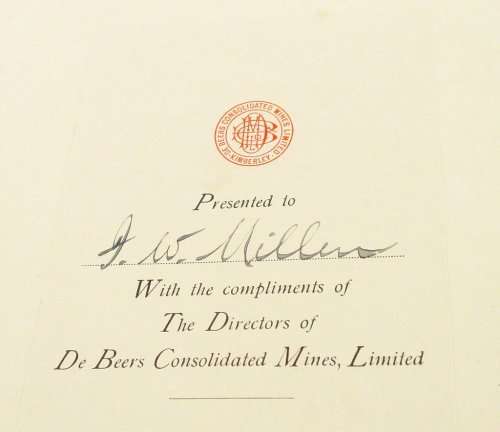 DE BEERS CONSOLIDATED MINES LIMITED. KIMBERLEY
Presented to
J. W. Millers
With the compliments of
The Directors of
De Beers Consolidated Mines, Limited